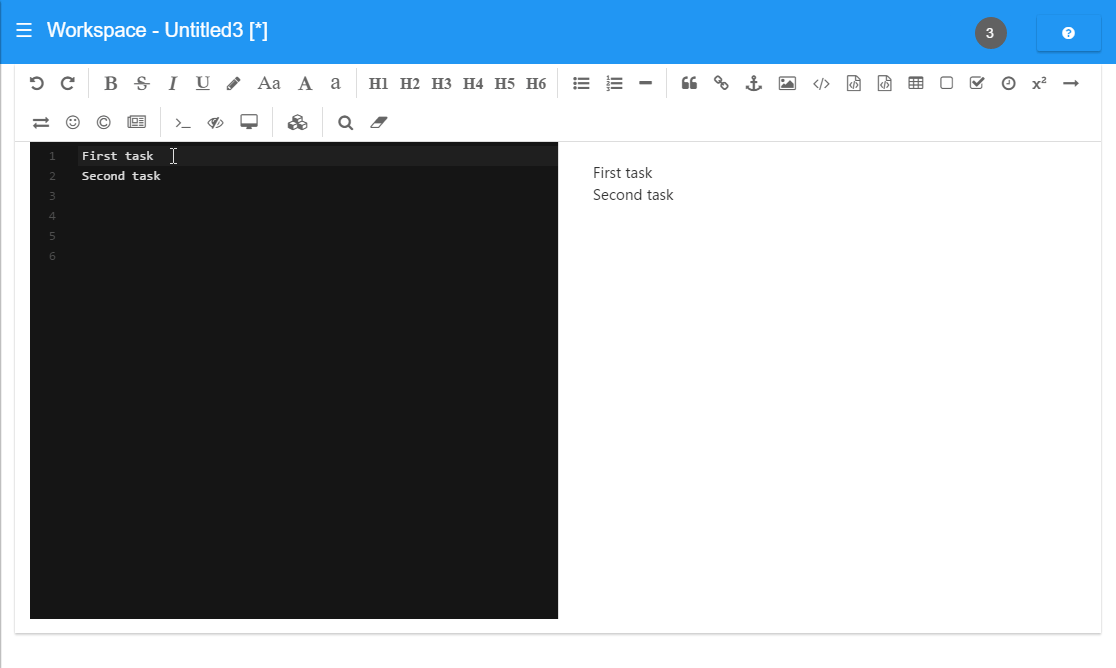 Workspace - Untitled3 [*]
3
B S I U Aa A a H1 H2 H3 H4 H5 H6 x²
1 First task
2 Second task
3
4
5
6
First task
Second task